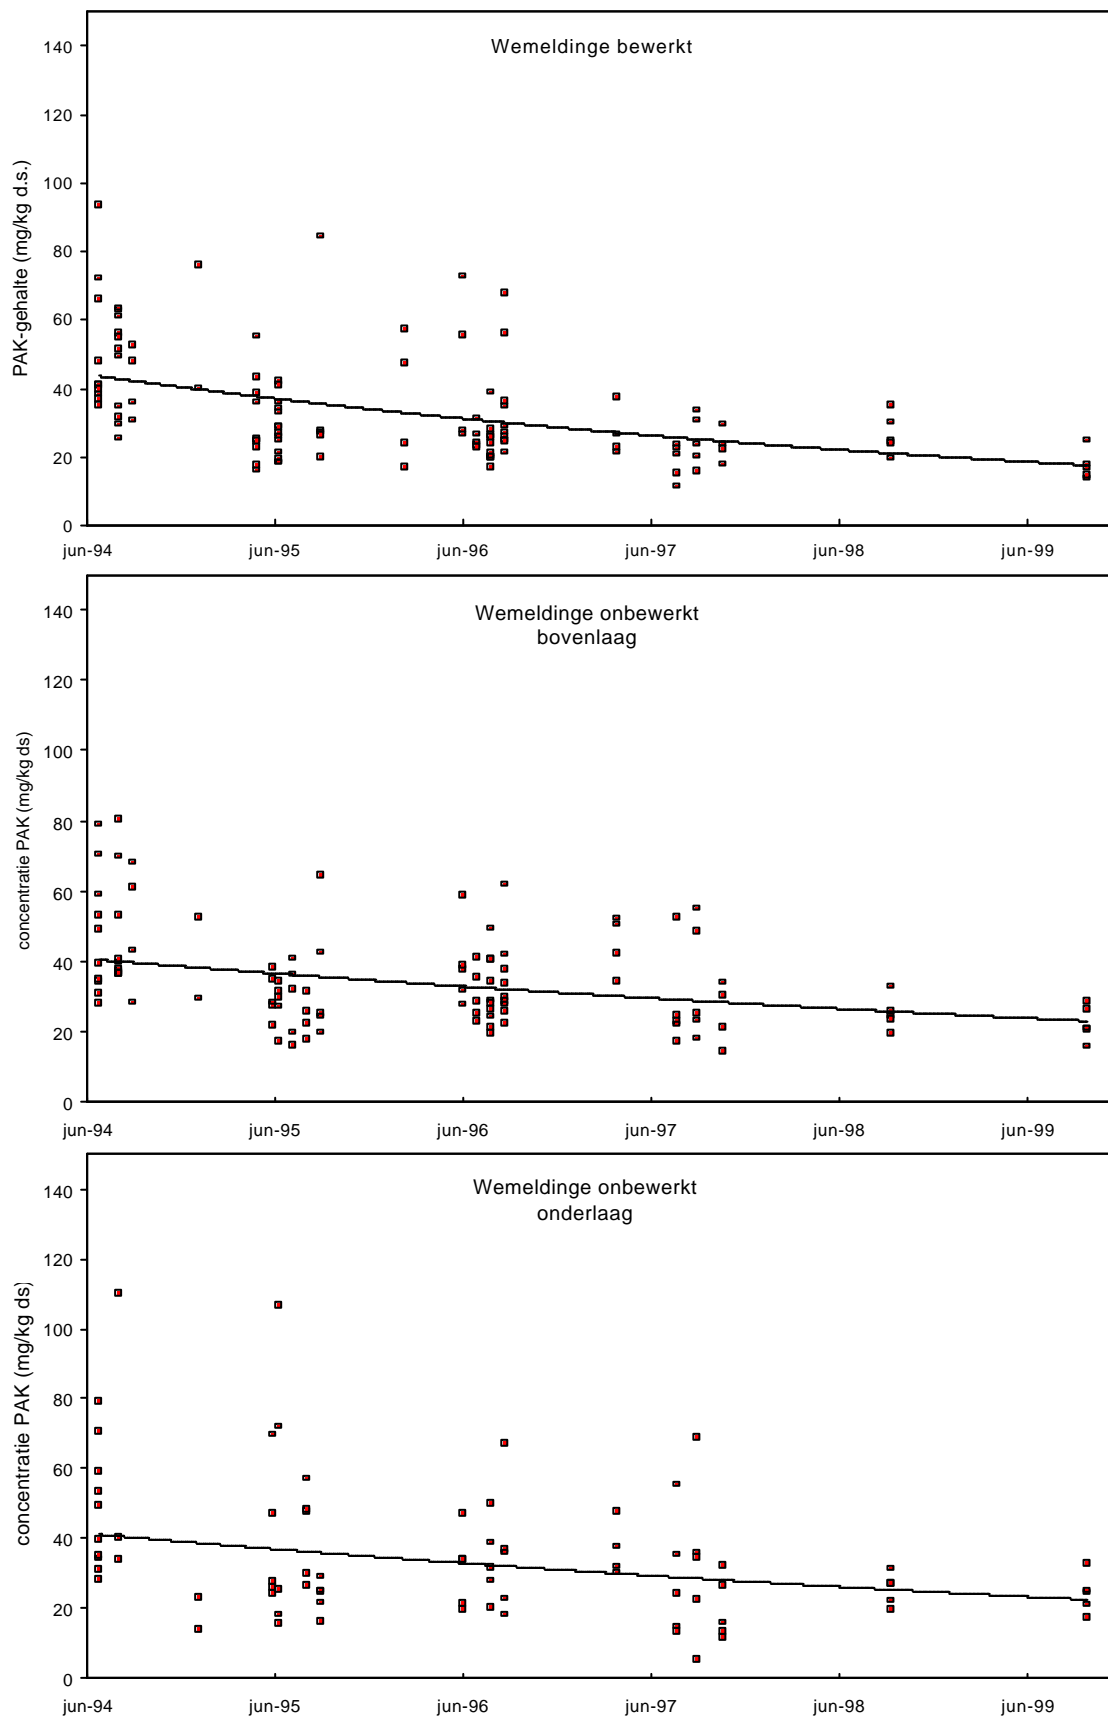 Wemeldinge bewerkt
PAK-gehalte (mg/kg d.s.)
140
120
100
80
60
40
20
0
jun-94 jun-95 jun-96 jun-97 jun-98 jun-99
Wemeldinge onbewerkt
bovenlaag
concentratie PAK (mg/kg ds)
140
120
100
80
60
40
20
0
jun-94 jun-95 jun-96 jun-97 jun-98 jun-99
Wemeldinge onbewerkt
onderlaag
concentratie PAK (mg/kg ds)
140
120
100
80
60
40
20
0
jun-94 jun-95 jun-96 jun-97 jun-98 jun-99